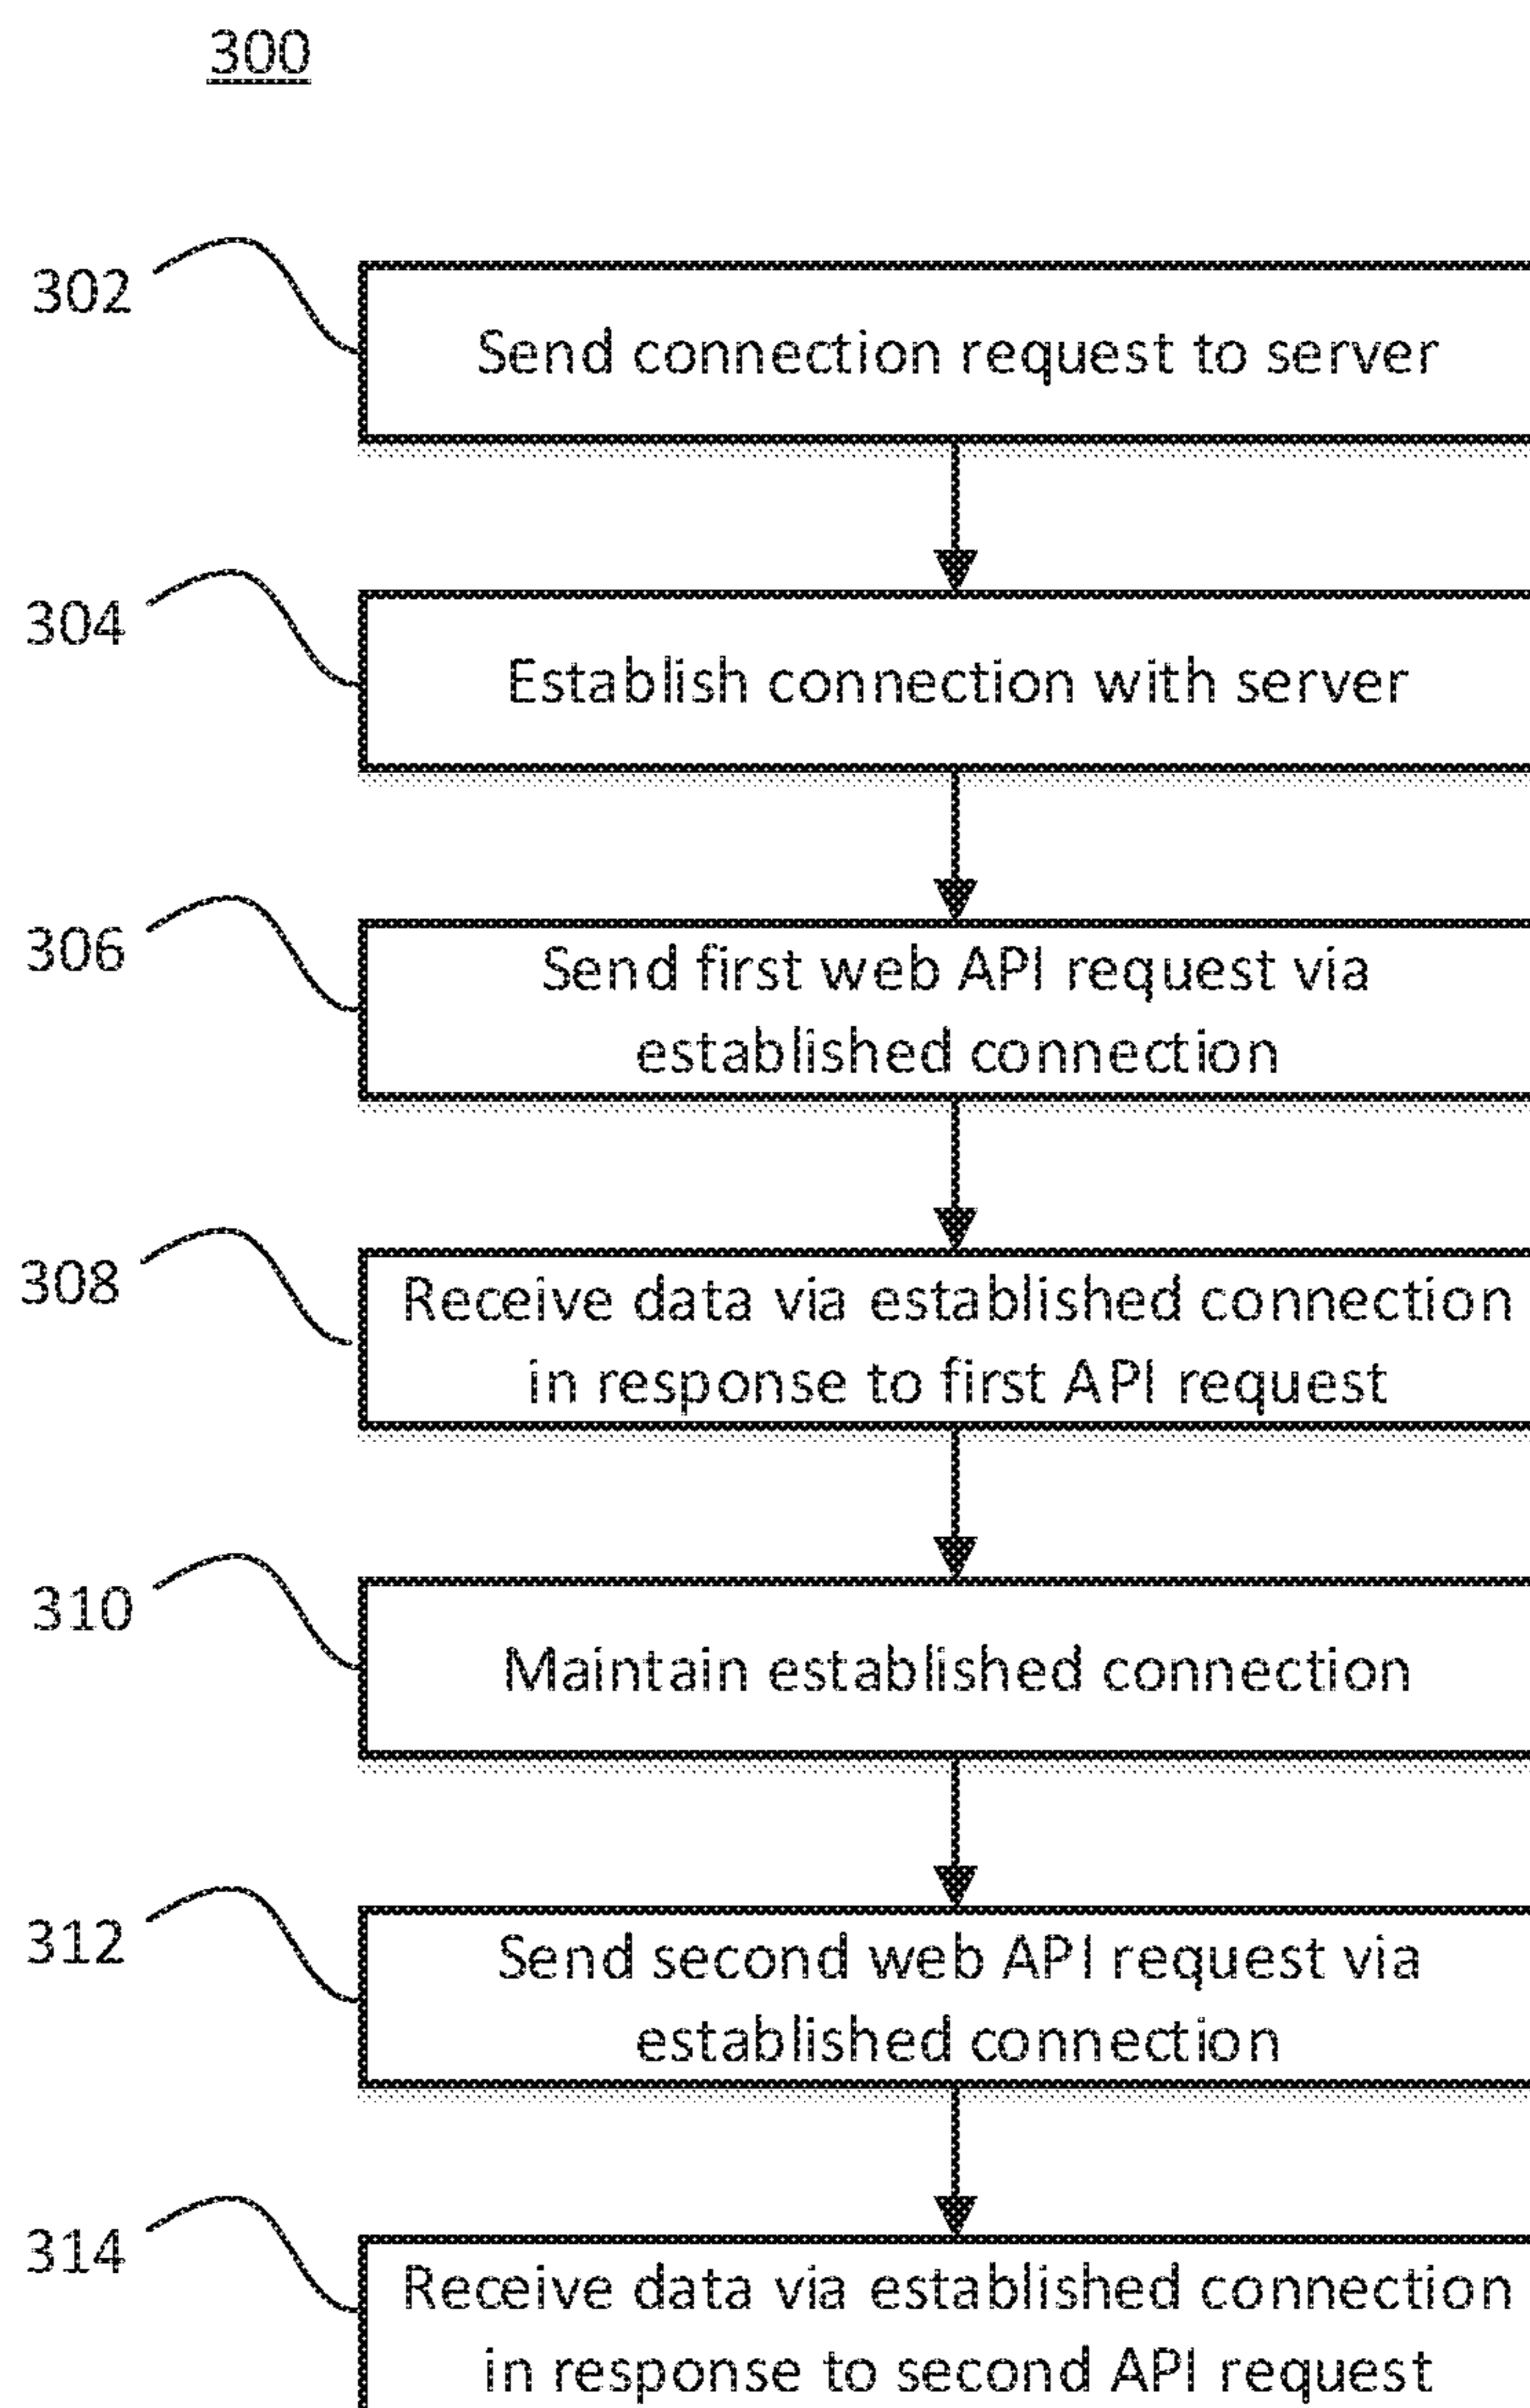 300
302
Send connection request to server
304
Establish connection with server
306
Send first web API request via
established connection
308
Receive data via established connection
in response to first API request
310
Maintain established connection
312
Send second web API request via
established connection
314
Receive data via established connection
in response to second API request